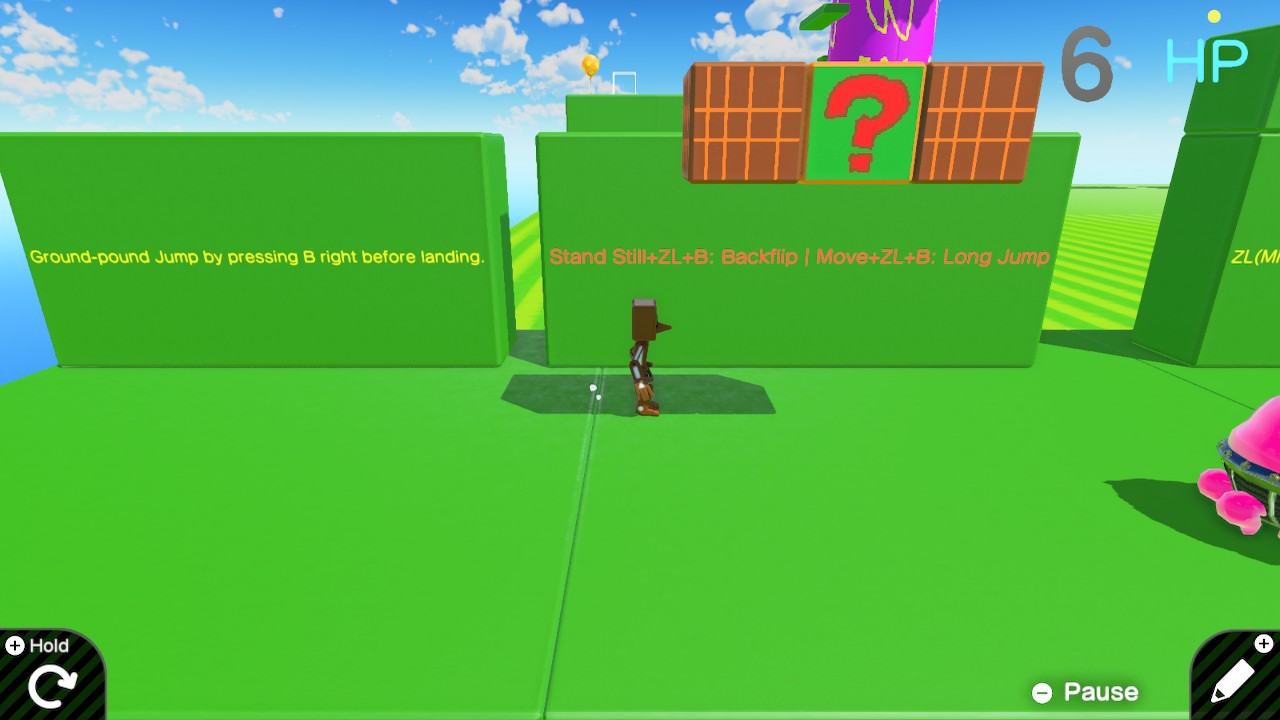 6
HP
?
Ground-pound Jump by pressing B right before landing.
Stand Still+ZL+B: Backflip | Move+ZL+B: Long Jump
Hold
Pause